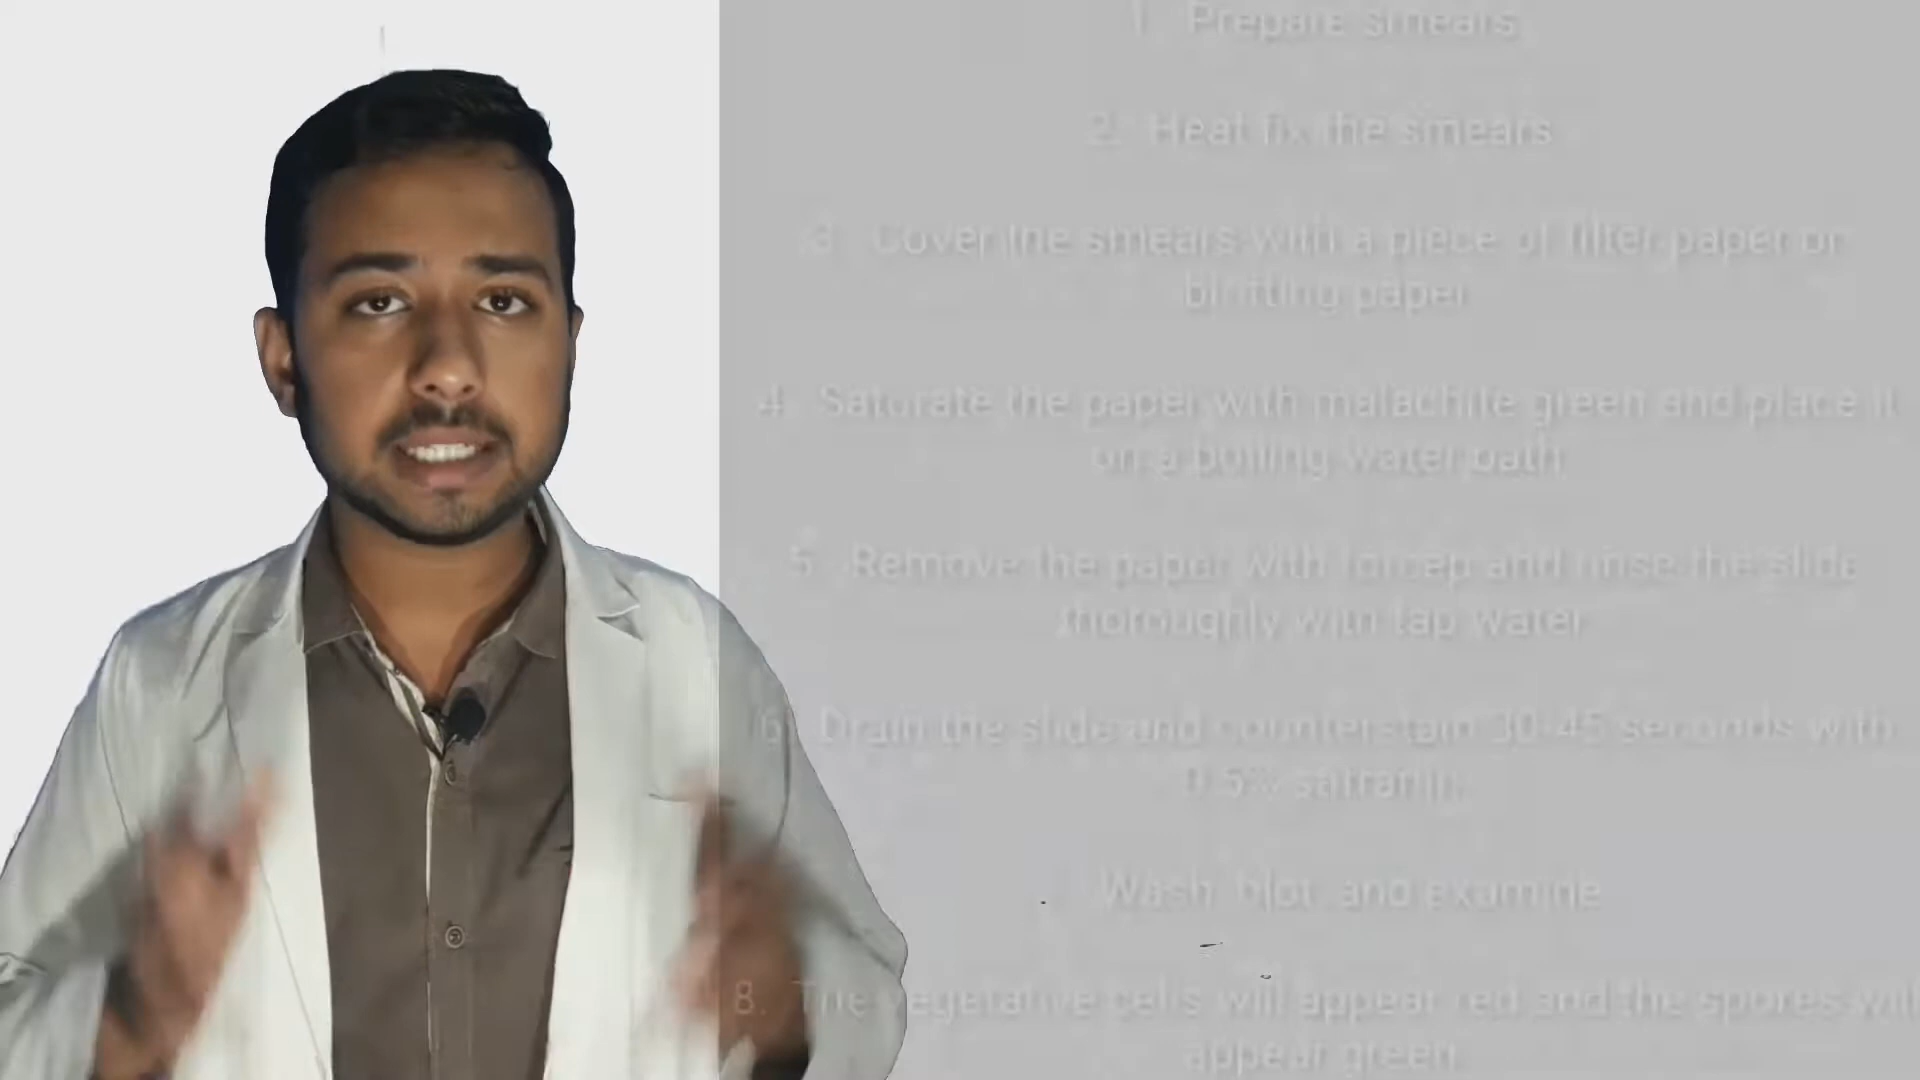 1. Prepare smears
2. Heat fix the smears
3. Cover the smears with a piece of filter paper or
blotting paper
4. Saturate the paper with malachite green and place it
on a boiling water bath
5. Remove the paper with forcep and rinse the slide
thoroughly with tap water
6. Drain the slide and counterstain 30-45 seconds with
0.5% safranin
Wash, blot, and examine
8. The vegetative cells will appear red and the spores will
appear green